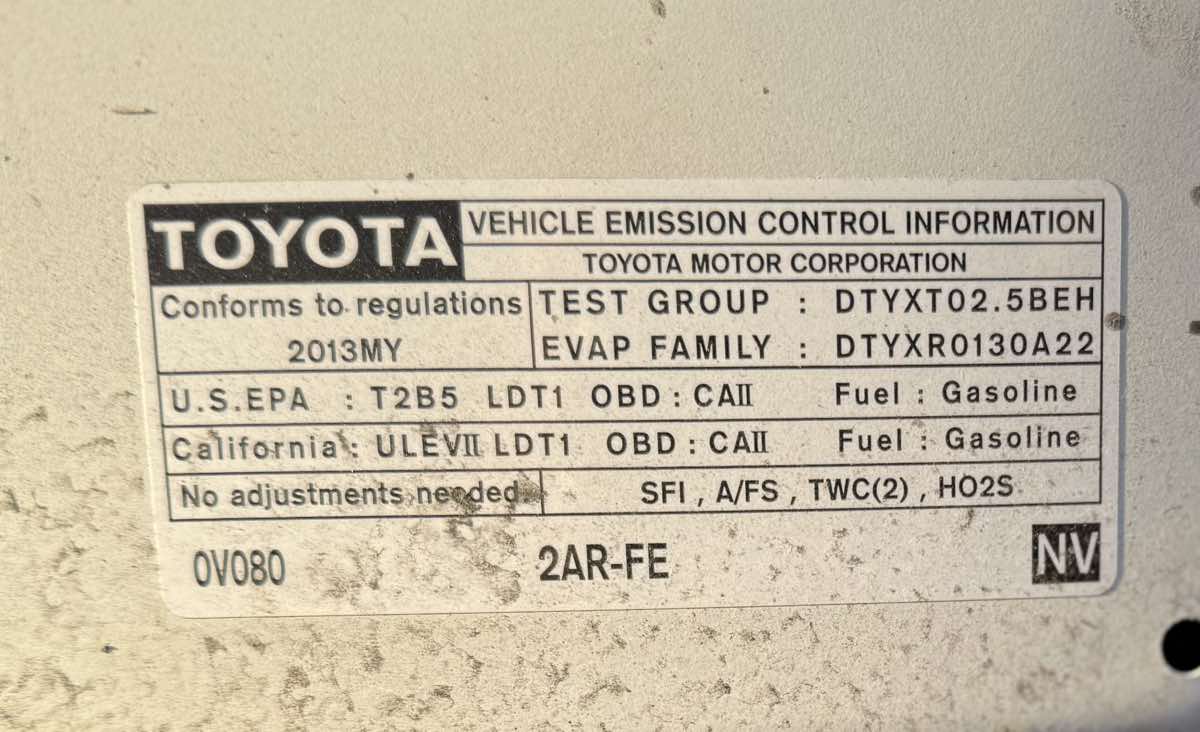 TOYOTA
VEHICLE EMISSION CONTROL INFORMATION
TOYOTA MOTOR CORPORATION
Conforms to regulations
2013MY
TEST GROUP : DTYXT02.5BEH
EVAP FAMILY : DTYXR0130A22
U.S.EPA : T2B5 LDT1 OBD : CAII Fuel : Gasoline
California : ULEVII LDT1 OBD : CAII Fuel : Gasoline
No adjustments needed.
SFI , A/FS , TWC(2) , HO2S
0V080
2AR-FE
NV